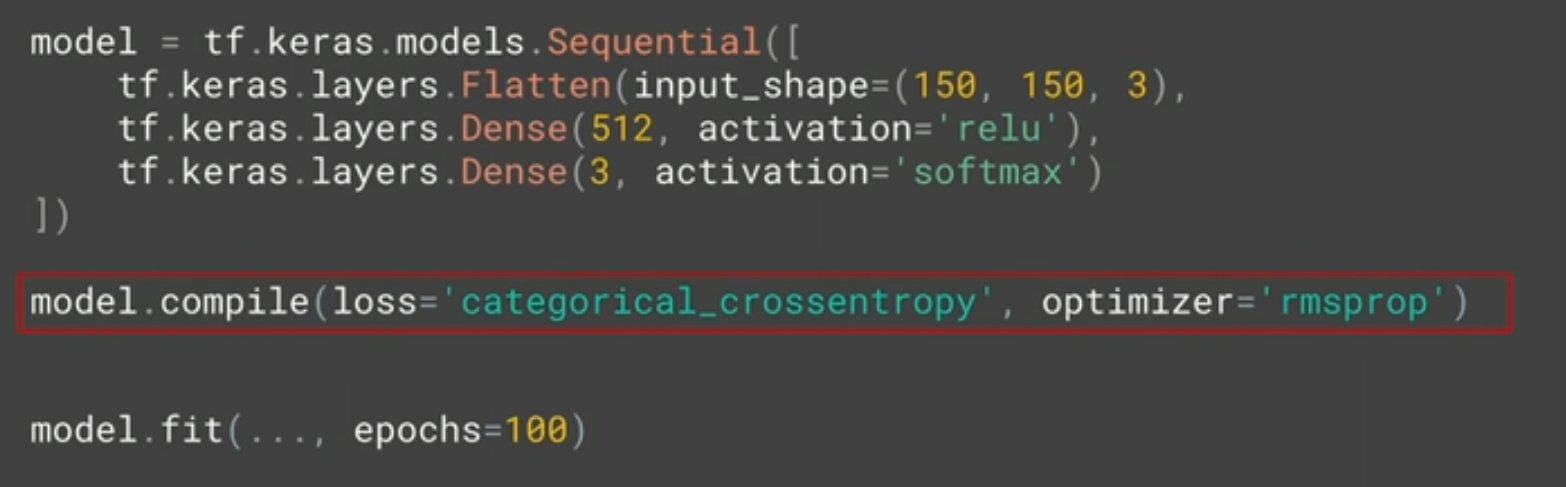 model = tf.keras.models.Sequential([
    tf.keras.layers.Flatten(input_shape=(150, 150, 3),
    tf.keras.layers.Dense(512, activation='relu'),
    tf.keras.layers.Dense(3, activation='softmax')
])
model.compile(loss='categorical_crossentropy', optimizer='rmsprop')
model.fit(..., epochs=100)